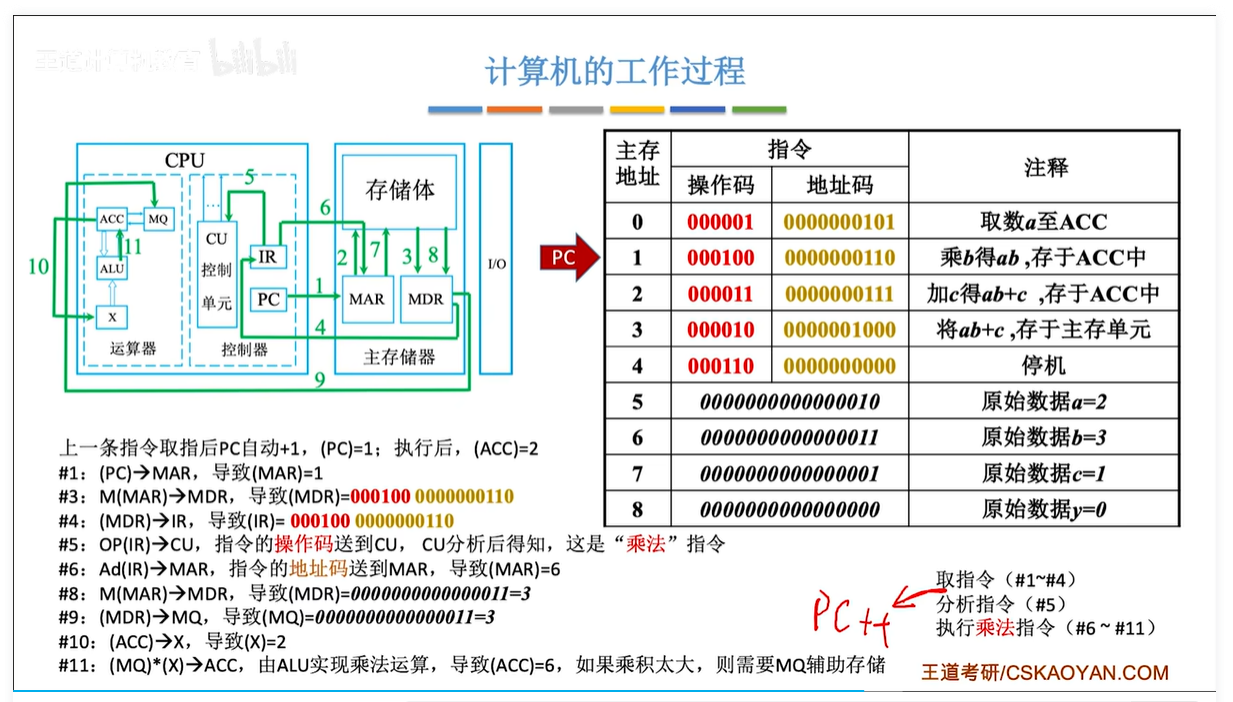 bilibili
计算机的工作过程
CPU
ACC
MQ
11
ALU
X
运算器
10
5
...
CU
控制
单元
IR
PC
控制器
6
1
4
9
存储体
2
7
3
8
MAR
MDR
主存储器
I/O
PC
主存地址 指令 注释
操作码 地址码
0 000001 0000000101 取数a至ACC
1 000100 0000000110 乘b得ab ,存于ACC中
2 000011 0000000111 加c得ab+c ,存于ACC中
3 000010 0000001000 将ab+c ,存于主存单元
4 000110 0000000000 停机
5 0000000000000010 原始数据a=2
6 0000000000000011 原始数据b=3
7 0000000000000001 原始数据c=1
8 0000000000000000 原始数据y=0
上一条指令取指后PC自动+1，(PC)=1；执行后，(ACC)=2
#1：(PC)→MAR，导致(MAR)=1
#3：M(MAR)→MDR，导致(MDR)=000100 0000000110
#4：(MDR)→IR，导致(IR)= 000100 0000000110
#5：OP(IR)→CU，指令的操作码送到CU， CU分析后得知，这是“乘法”指令
#6：Ad(IR)→MAR，指令的地址码送到MAR，导致(MAR)=6
#8：M(MAR)→MDR，导致(MDR)=0000000000000011=3
#9：(MDR)→MQ，导致(MQ)=0000000000000011=3
#10：(ACC)→X，导致(X)=2
#11：(MQ)*(X)→ACC，由ALU实现乘法运算，导致(ACC)=6，如果乘积太大，则需要MQ辅助存储
PC++
取指令（#1~#4）
分析指令（#5）
执行乘法指令（#6 ~ #11）
王道考研/CSKAOYAN.COM